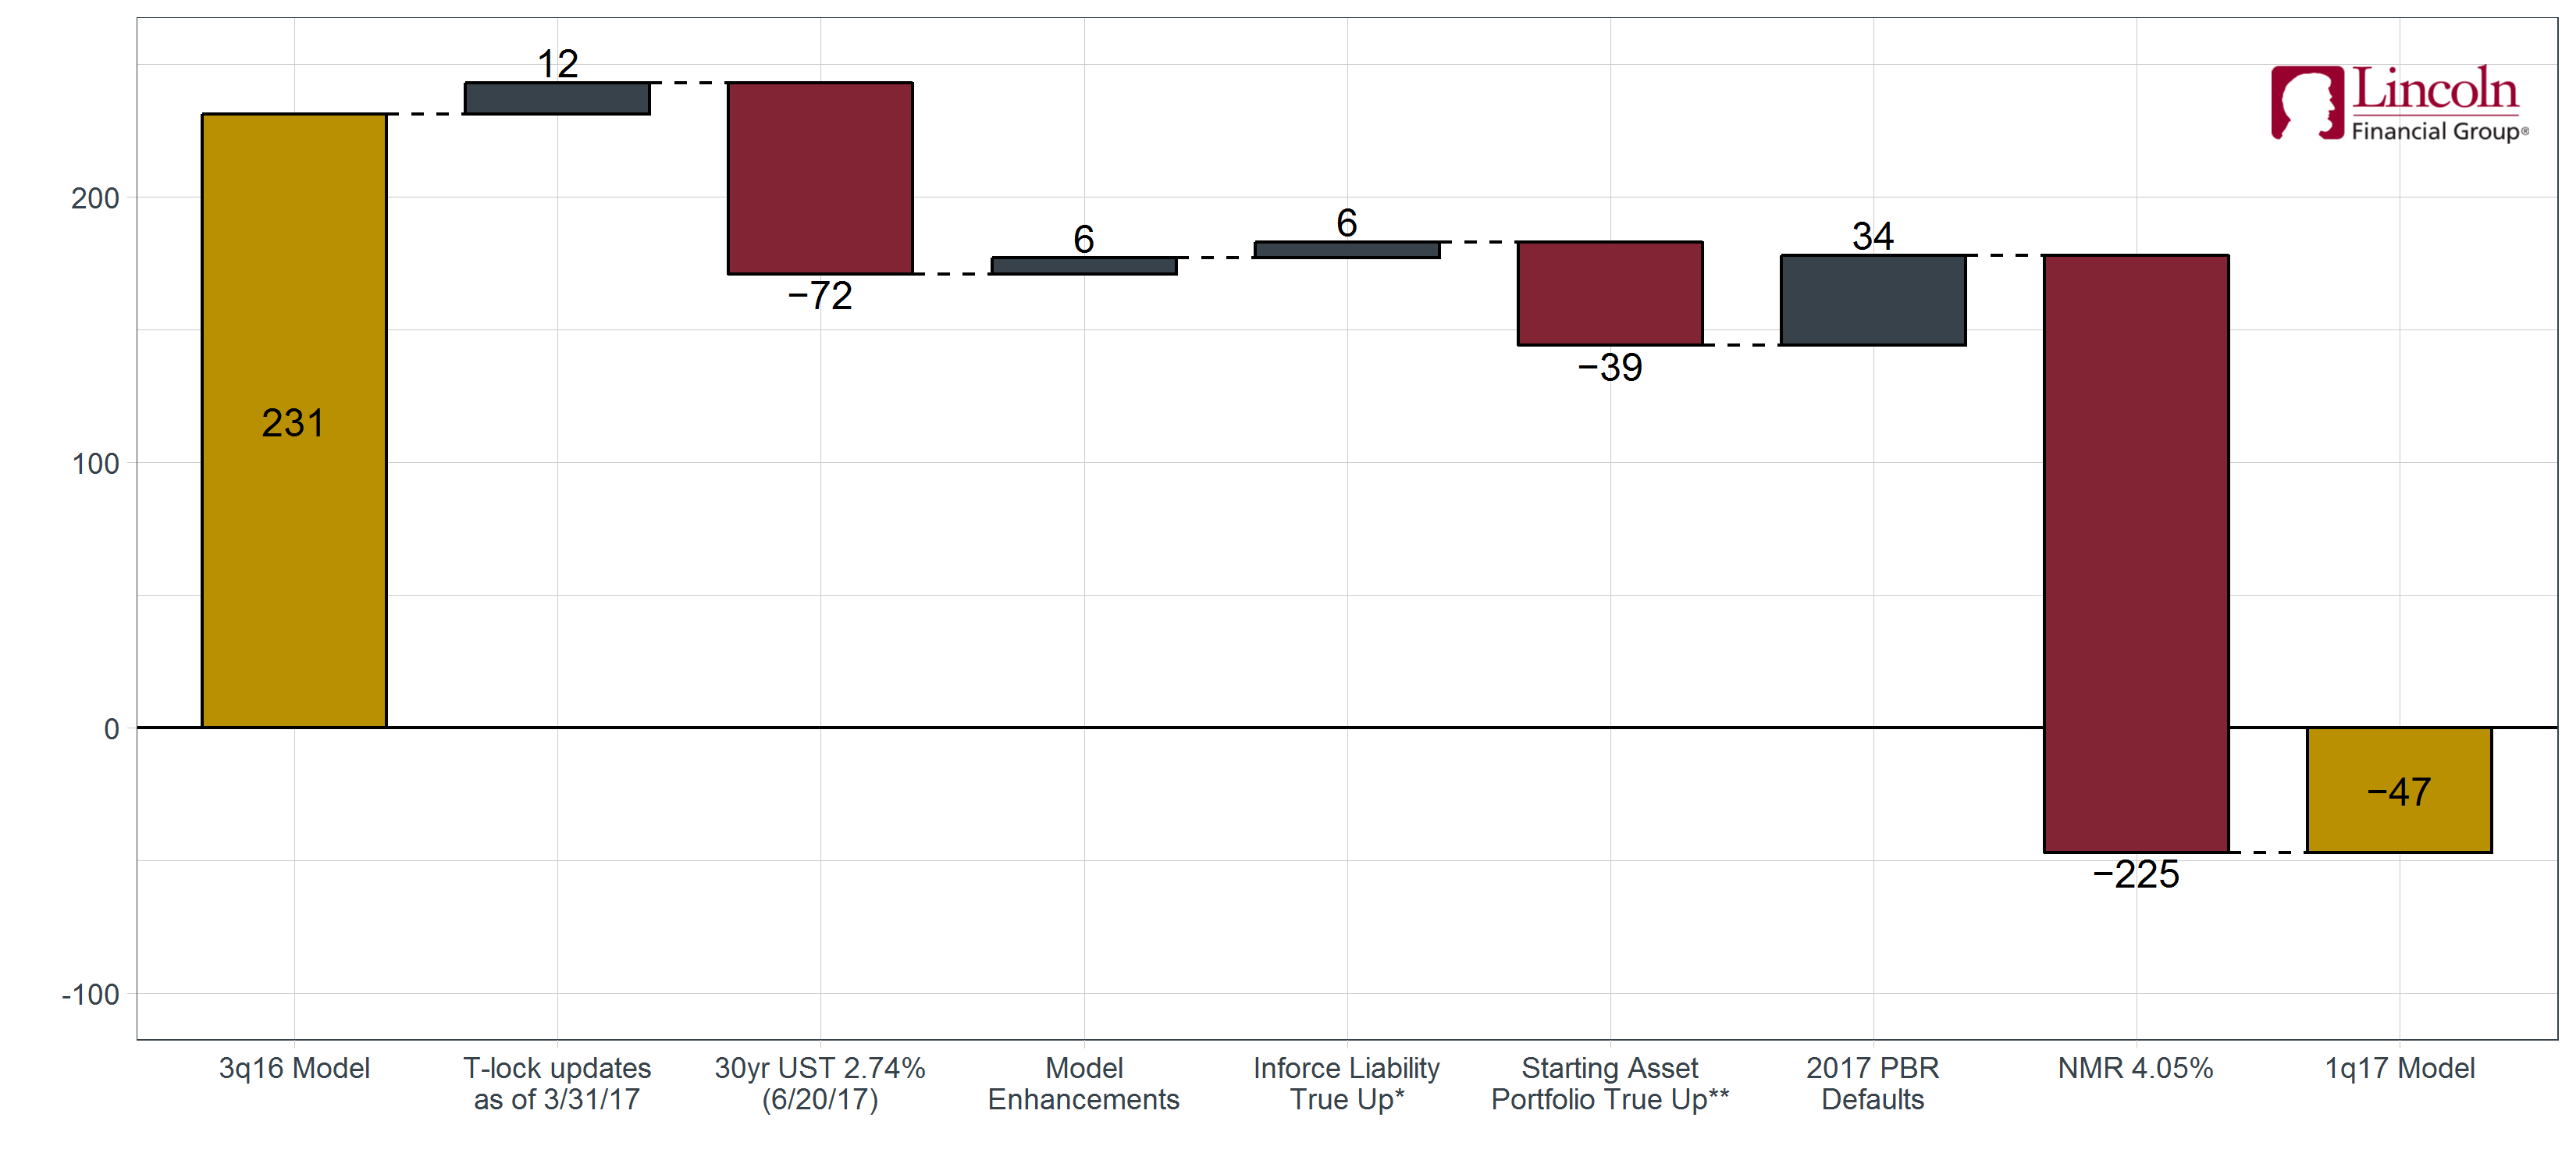 Lincoln
Financial Group®
12
231
−72
6
6
−39
34
−225
−47
200
100
0
-100
3q16 Model
T-lock updates
as of 3/31/17
30yr UST 2.74%
(6/20/17)
Model
Enhancements
Inforce Liability
True Up*
Starting Asset
Portfolio True Up**
2017 PBR
Defaults
NMR 4.05%
1q17 Model